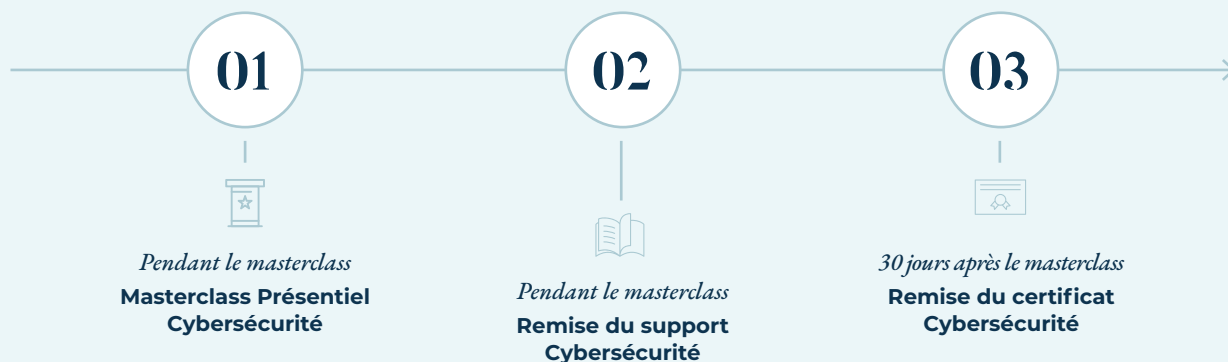 01
Pendant le masterclass
Masterclass Présentiel
Cybersécurité
02
Pendant le masterclass
Remise du support
Cybersécurité
03
30 jours après le masterclass
Remise du certificat
Cybersécurité